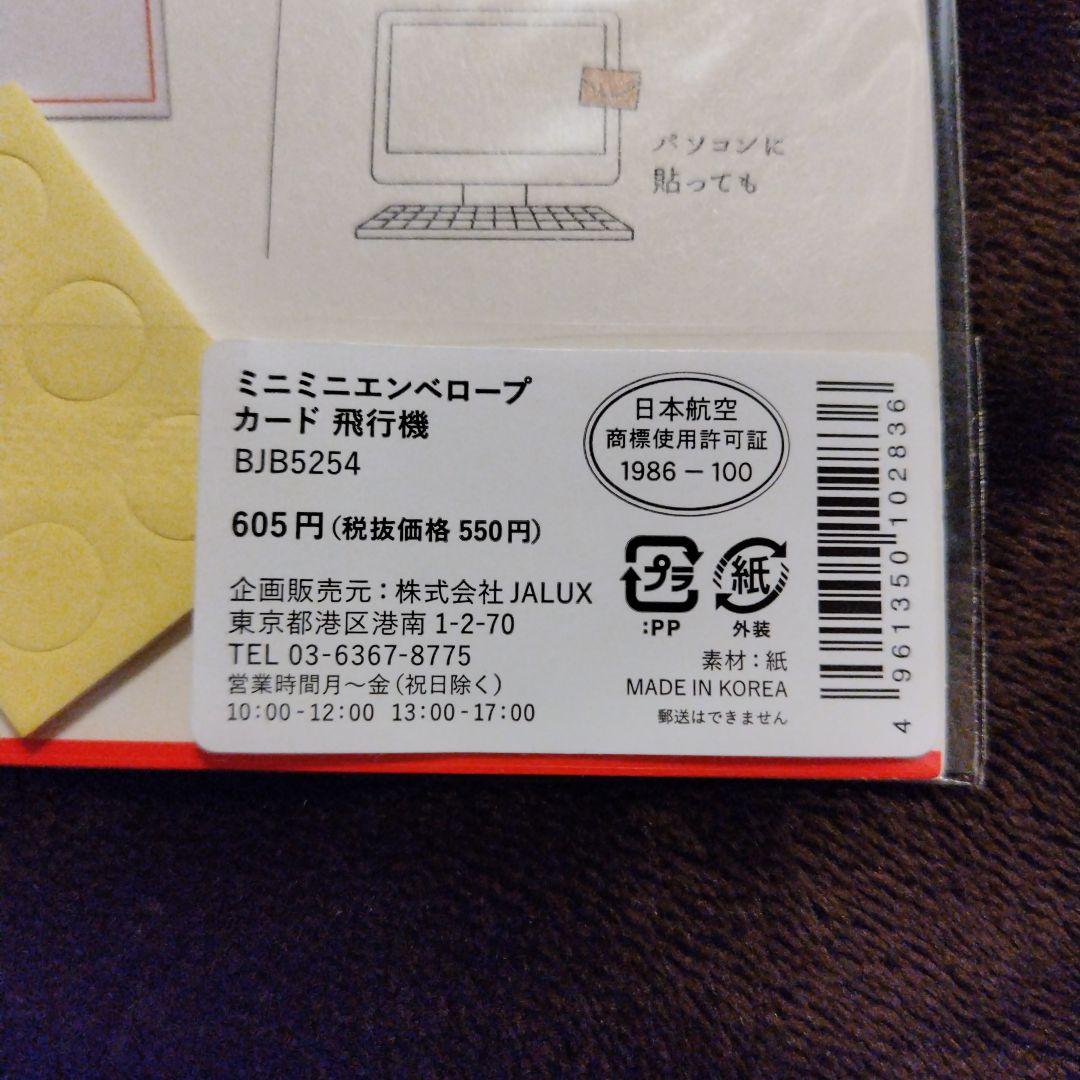 パソコンに
貼っても
ミニミニエンベロープ
カード 飛行機
BJB5254
605円(税抜価格 550円)
企画販売元：株式会社 JALUX
東京都港区港南 1-2-70
TEL 03-6367-8775
営業時間月～金(祝日除く)
10:00-12:00 13:00-17:00
日本航空
商標使用許可証
1986－100
プラ
:PP
紙
外装
素材：紙
MADE IN KOREA
郵送はできません
4961350102836